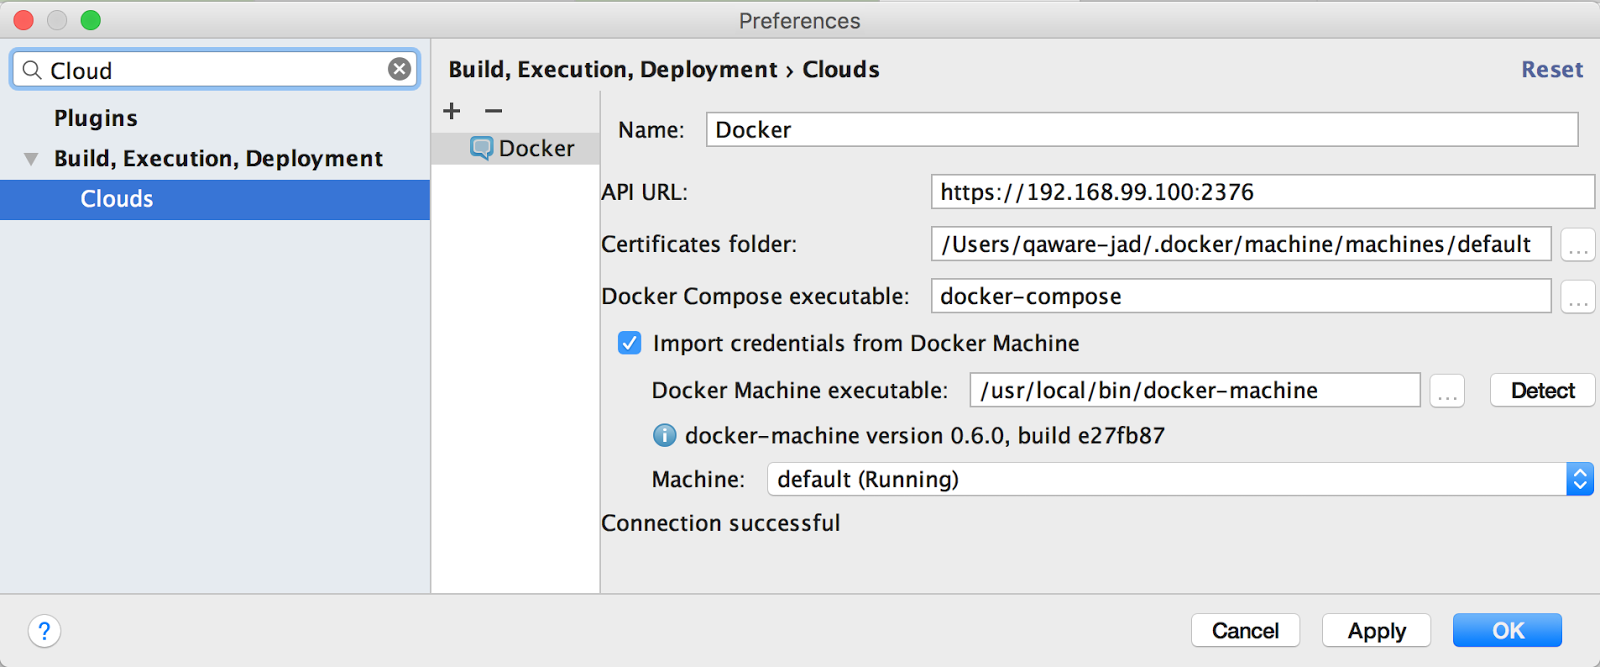 Preferences
Cloud
Plugins
Build, Execution, Deployment
Clouds
Build, Execution, Deployment › Clouds
Reset
+ −
Docker
Name: Docker
API URL: https://192.168.99.100:2376
Certificates folder: /Users/qaware-jad/.docker/machine/machines/default ...
Docker Compose executable: docker-compose ...
Import credentials from Docker Machine
Docker Machine executable: /usr/local/bin/docker-machine ... Detect
docker-machine version 0.6.0, build e27fb87
Machine: default (Running)
Connection successful
? Cancel Apply OK